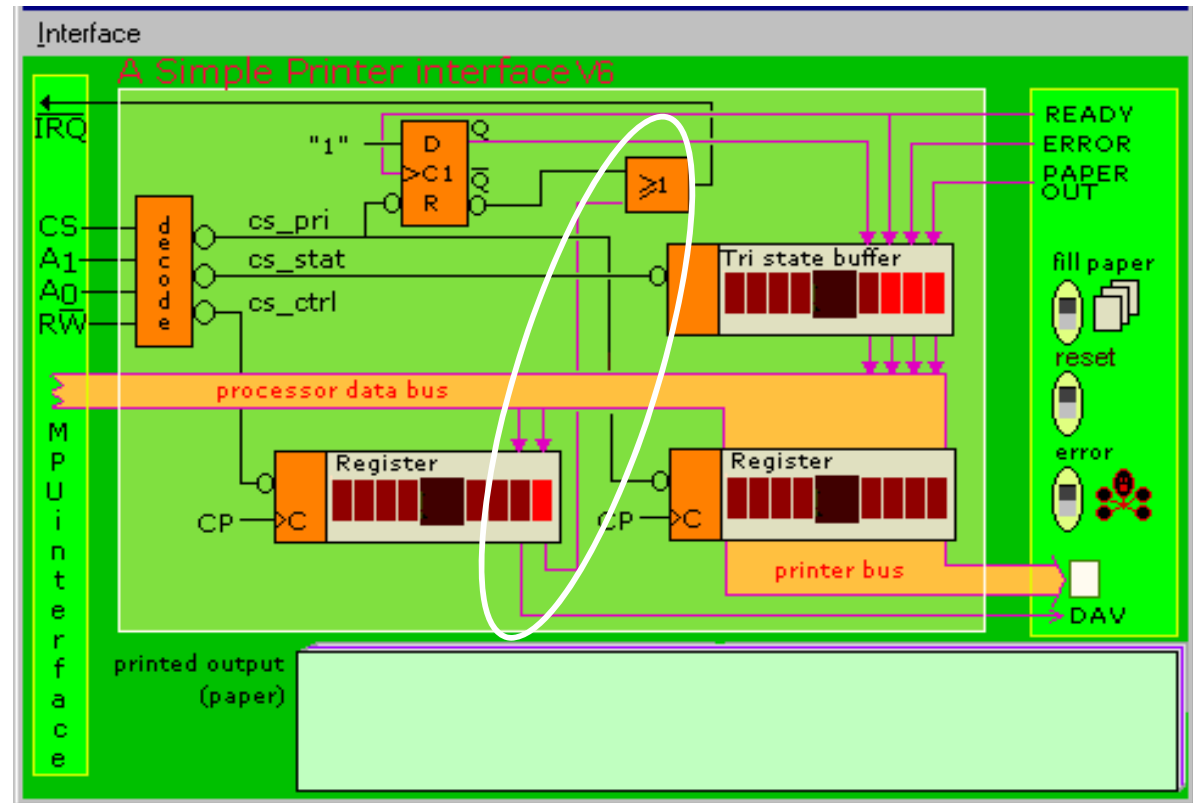 Interface
A Simple Printer interface V6
IRQ
"1"
D
Q
C1
Q
R
≥1
READY
ERROR
PAPER
OUT
CS
A1
A0
RW
decode
cs_pri
cs_stat
cs_ctrl
Tri state buffer
fill paper
reset
error
processor data bus
MPU interface
Register
CP
C
Register
CP
C
printer bus
DAV
printed output
(paper)